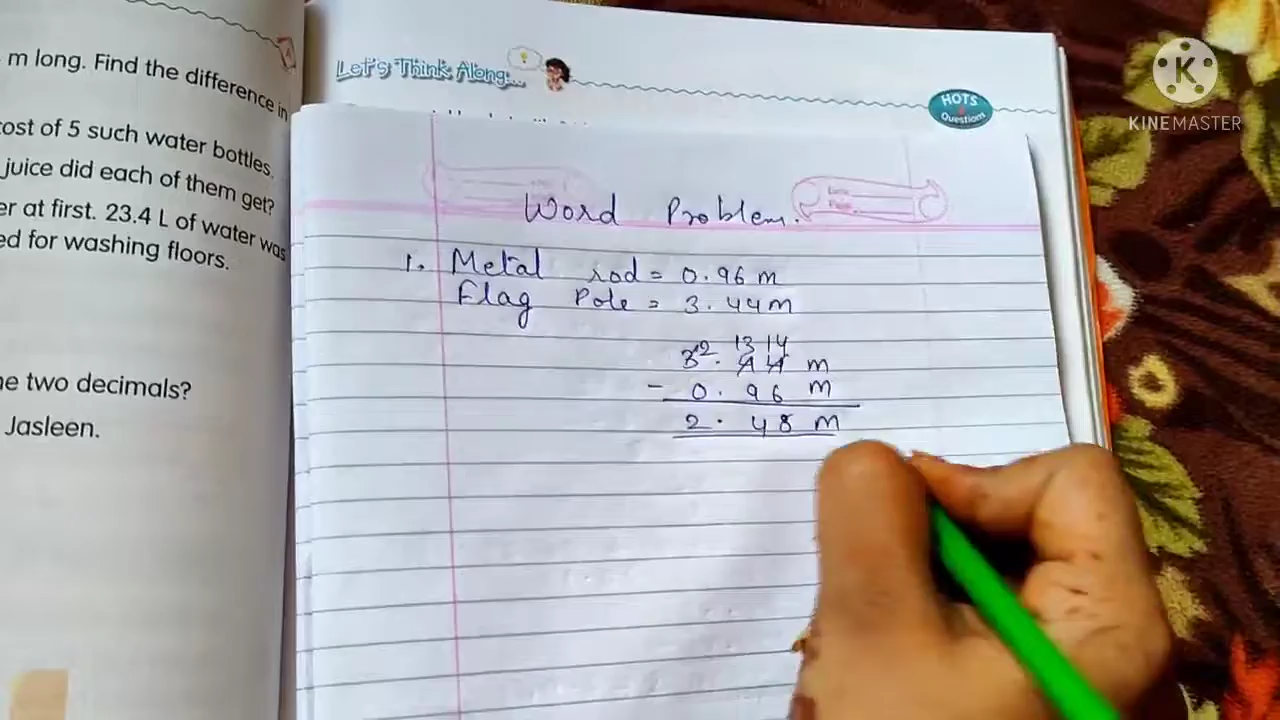 m long. Find the difference in
cost of 5 such water bottles.
juice did each of them get?
er at first. 23.4 L of water was
ed for washing floors.
ne two decimals?
Jasleen.
Let's Think Along...
HOTS
Questions
KINEMASTER
Word Problem.
1. Metal rod = 0.96 m
Flag Pole = 3.44m
13 14
3 2 . 4 4 m
- 0 . 9 6 m
2 . 4 8 m